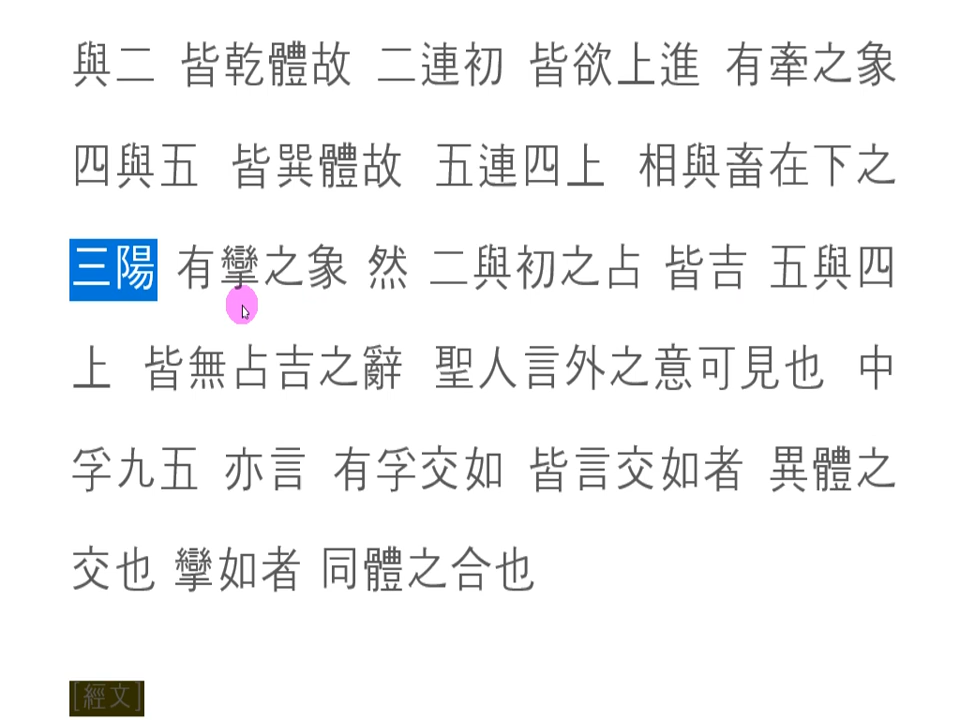 與二 皆乾體故 二連初 皆欲上進 有牽之象
四與五 皆巽體故 五連四上 相與畜在下之
三陽 有攣之象 然 二與初之占 皆吉 五與四
上 皆無占吉之辭 聖人言外之意可見也 中
孚九五 亦言 有孚交如 皆言交如者 異體之
交也 攣如者 同體之合也
[經文]